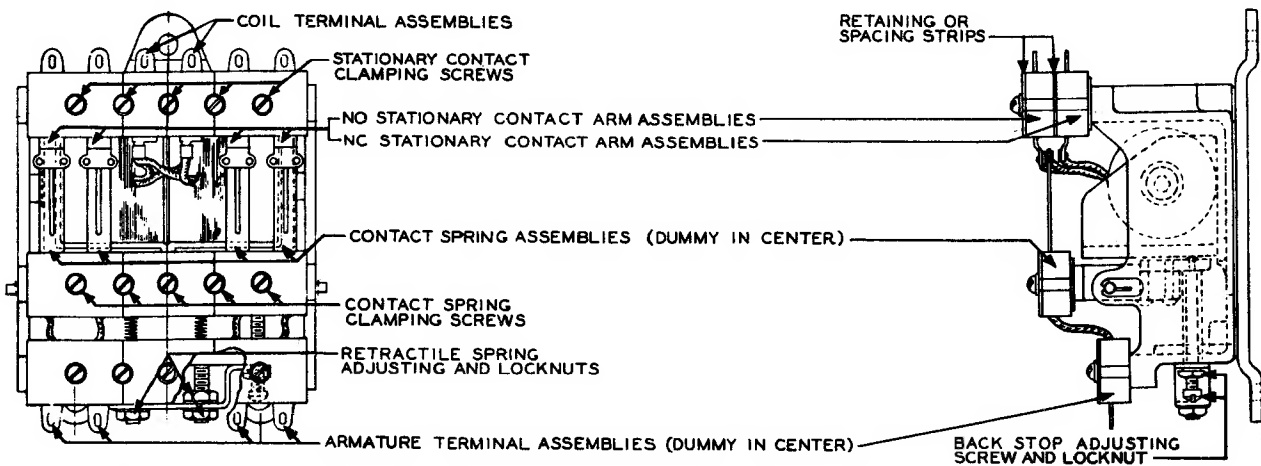 COIL TERMINAL ASSEMBLIES
STATIONARY CONTACT
CLAMPING SCREWS
RETAINING OR
SPACING STRIPS
NO STATIONARY CONTACT ARM ASSEMBLIES
NC STATIONARY CONTACT ARM ASSEMBLIES
CONTACT SPRING ASSEMBLIES (DUMMY IN CENTER)
CONTACT SPRING
CLAMPING SCREWS
RETRACTILE SPRING
ADJUSTING AND LOCKNUTS
ARMATURE TERMINAL ASSEMBLIES (DUMMY IN CENTER)
BACK STOP ADJUSTING
SCREW AND LOCKNUT